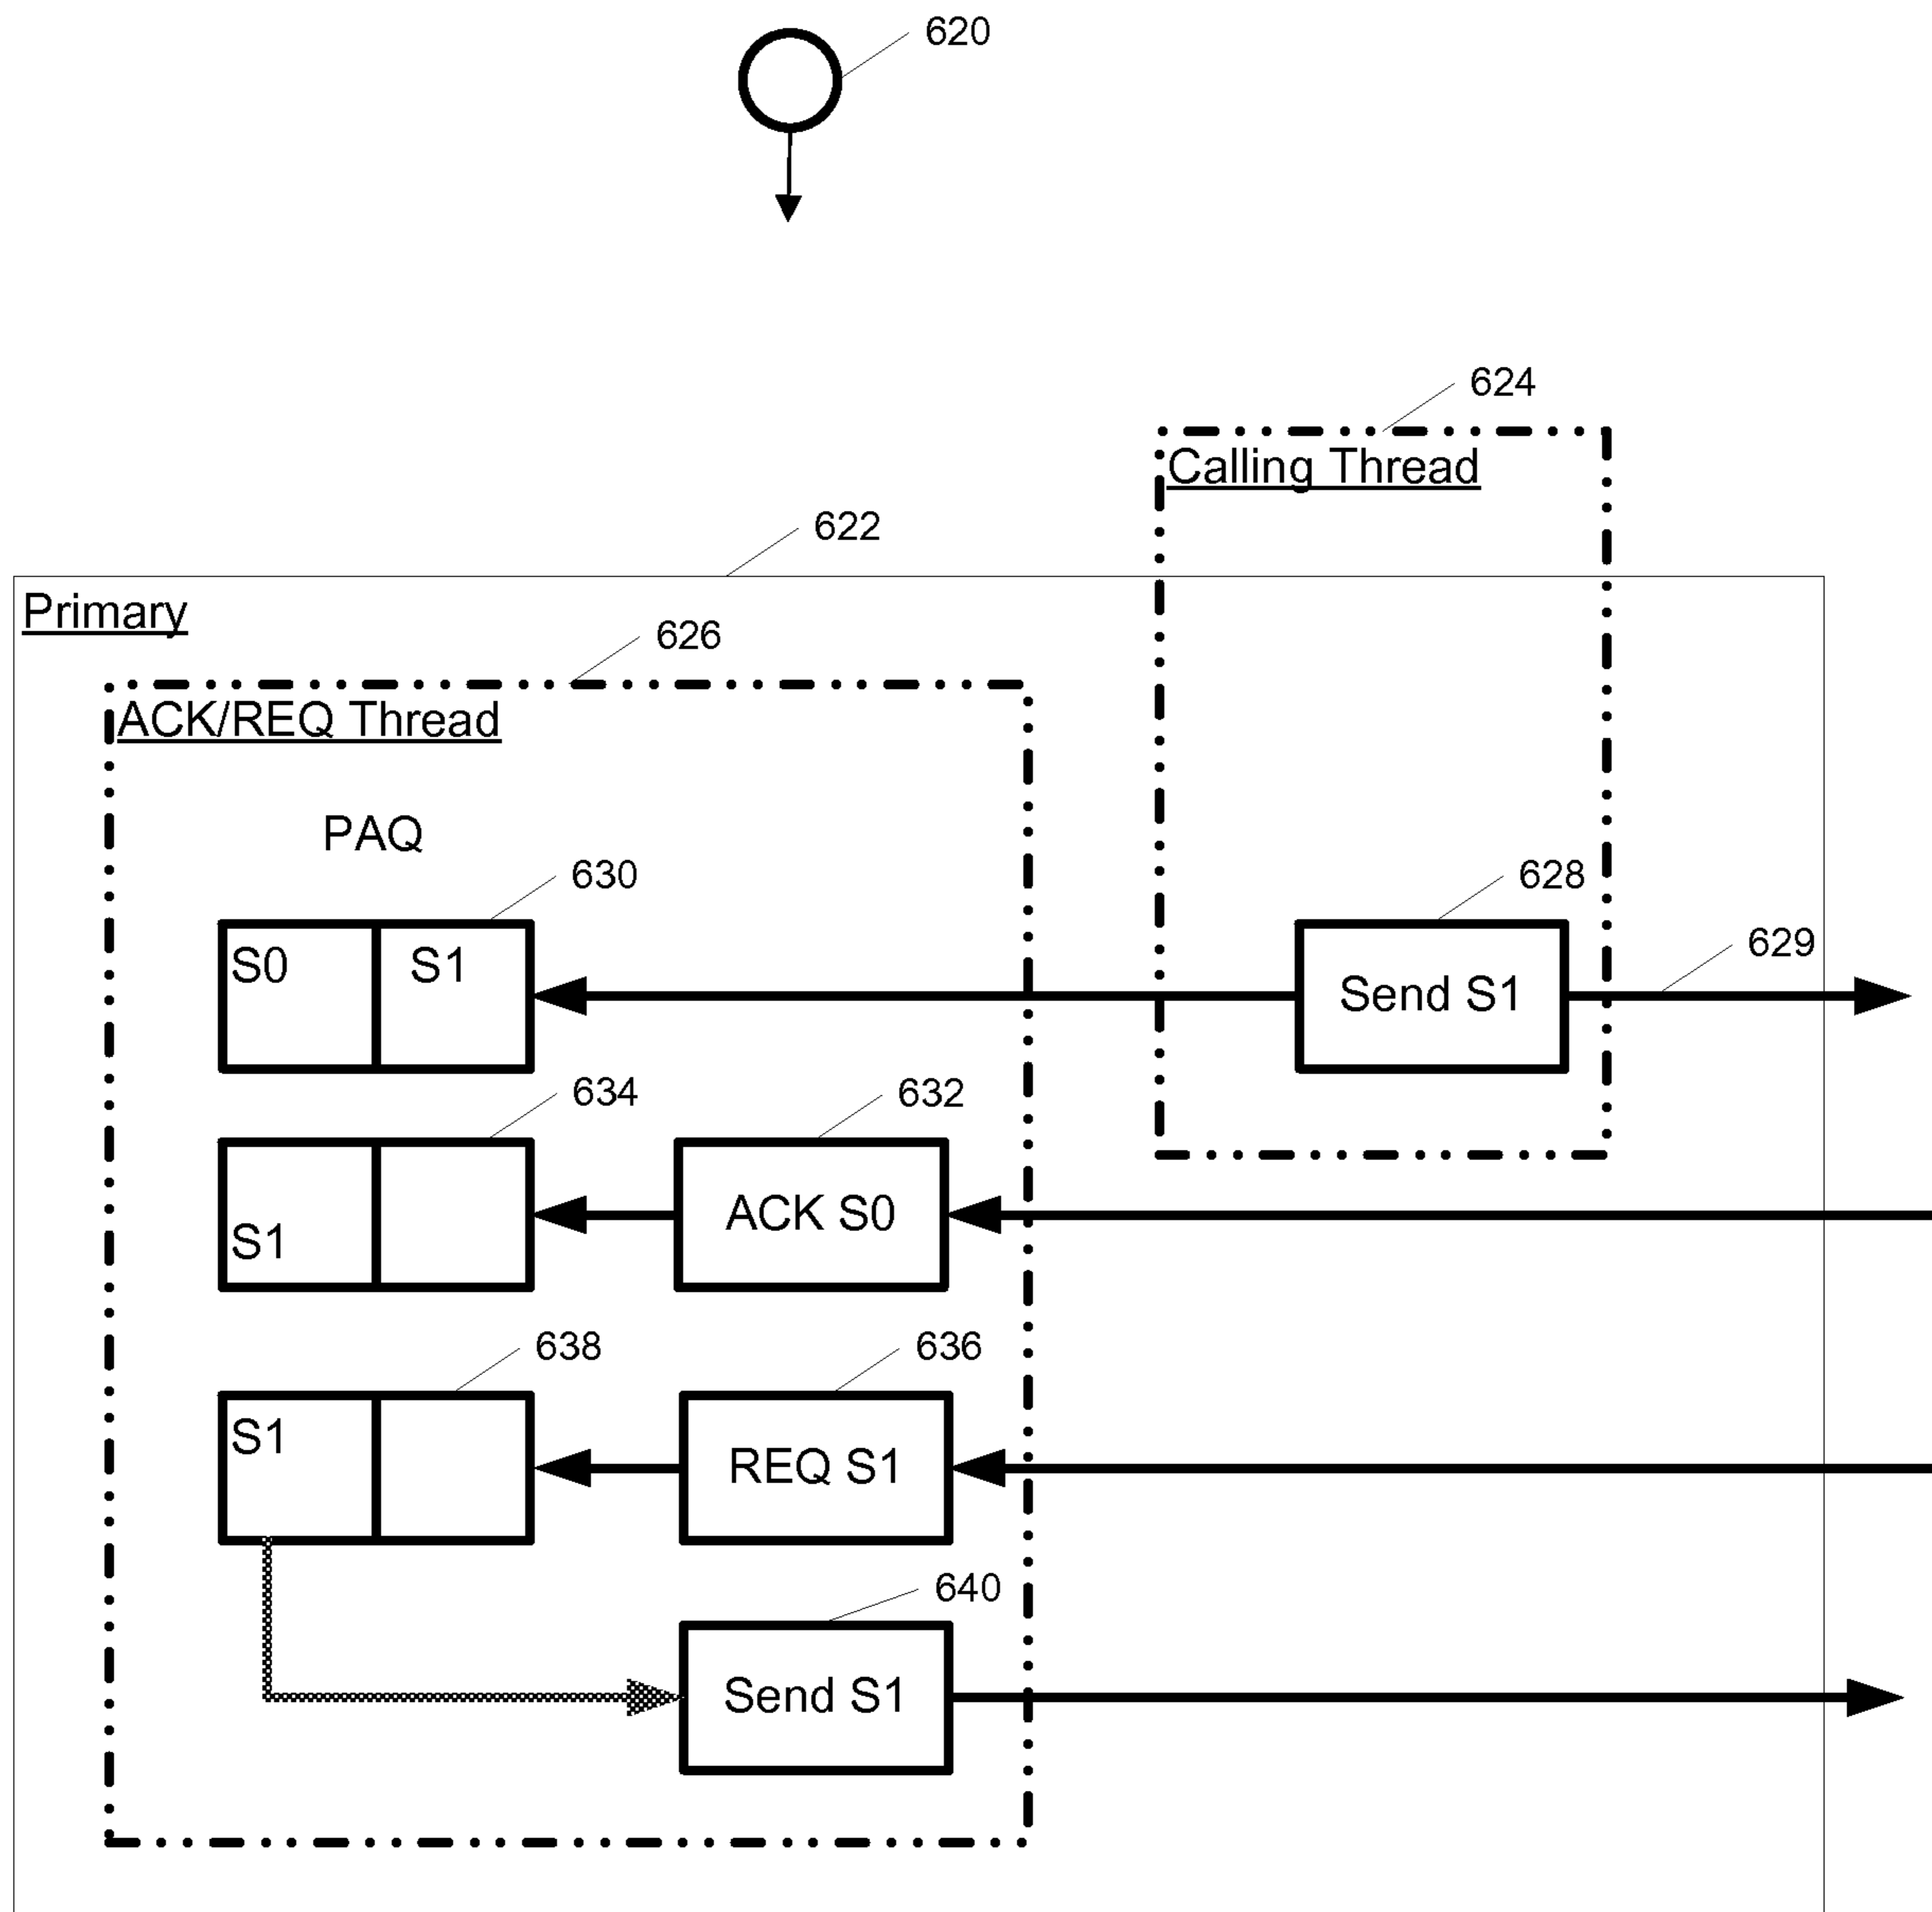 620
624
Calling Thread
622
Primary
626
ACK/REQ Thread
PAQ
630
628
S0 S1
629
Send S1
634
632
S1
ACK S0
638
636
S1
REQ S1
640
Send S1